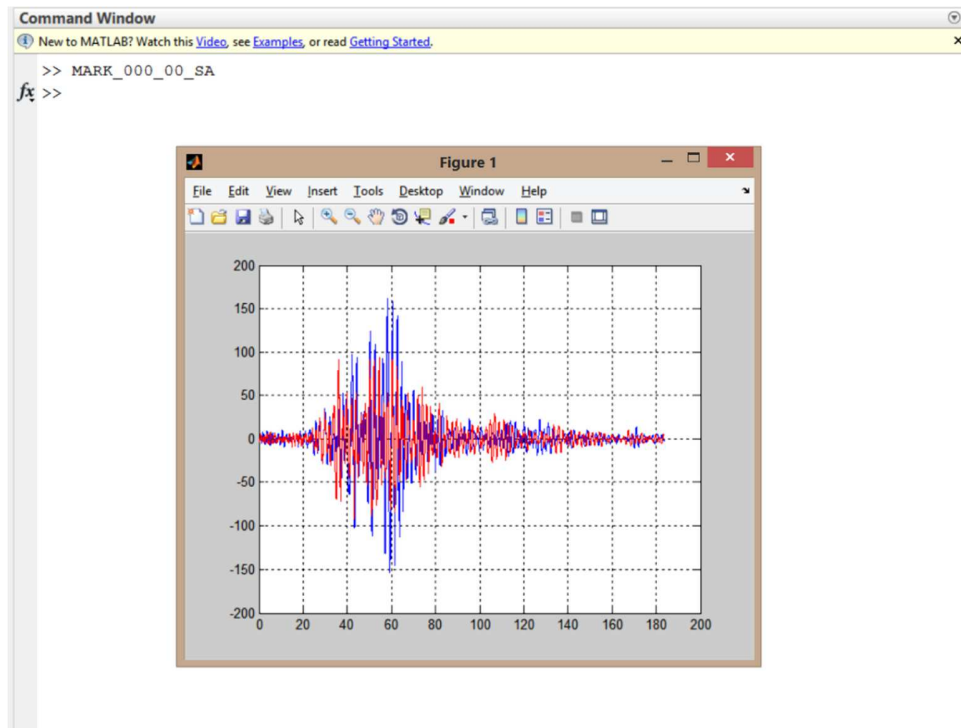 Command Window
New to MATLAB? Watch this Video, see Examples, or read Getting Started.
>> MARK_000_00_SA
fx >>
Figure 1
File Edit View Insert Tools Desktop Window Help
200
150
100
50
0
-50
-100
-150
-200
0 20 40 60 80 100 120 140 160 180 200